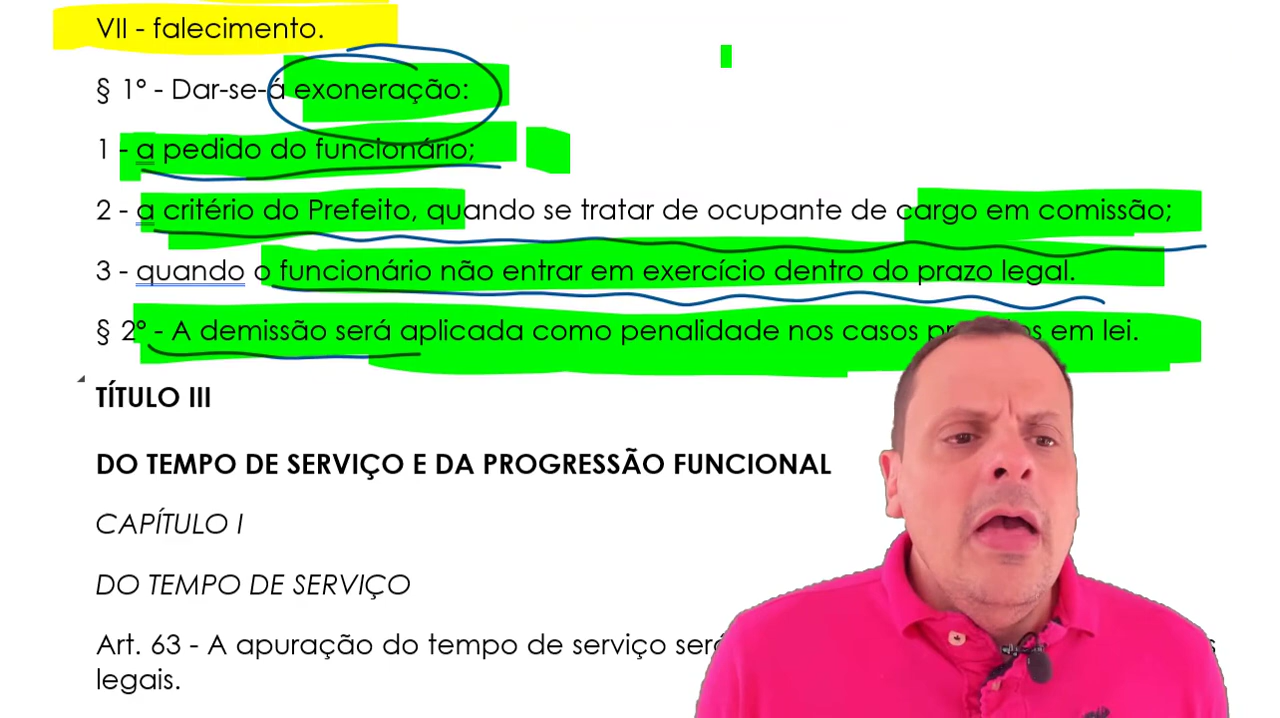 VII - falecimento.
§ 1º - Dar-se-á exoneração:
1 - a pedido do funcionário;
2 - a critério do Prefeito, quando se tratar de ocupante de cargo em comissão;
3 - quando o funcionário não entrar em exercício dentro do prazo legal.
§ 2º - A demissão será aplicada como penalidade nos casos em lei.
TÍTULO III
DO TEMPO DE SERVIÇO E DA PROGRESSÃO FUNCIONAL
CAPÍTULO I
DO TEMPO DE SERVIÇO
Art. 63 - A apuração do tempo de serviço
legais.